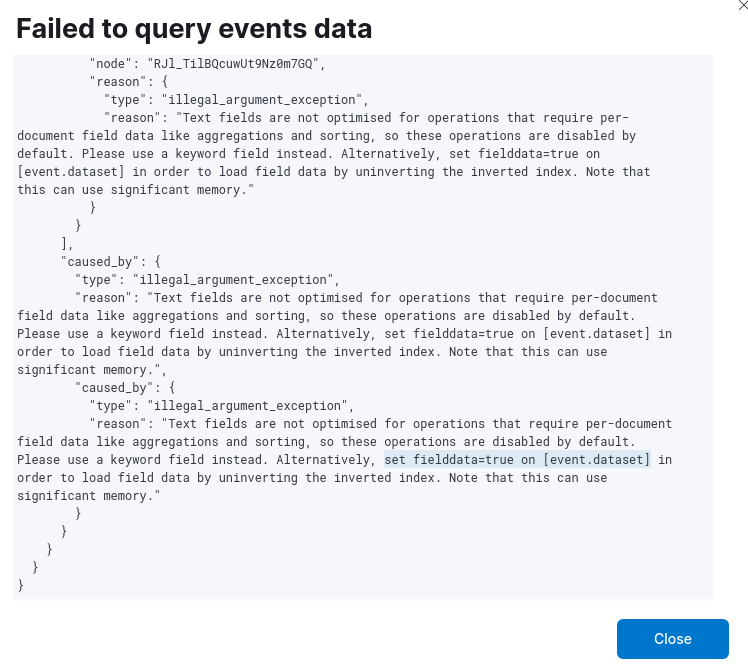 Failed to query events data
"node": "RJl_TilBQcuwUt9Nz0m7GQ",
"reason": {
"type": "illegal_argument_exception",
"reason": "Text fields are not optimised for operations that require per-
document field data like aggregations and sorting, so these operations are disabled by
default. Please use a keyword field instead. Alternatively, set fielddata=true on
[event.dataset] in order to load field data by uninverting the inverted index. Note that
this can use significant memory."
}
}
],
"caused_by": {
"type": "illegal_argument_exception",
"reason": "Text fields are not optimised for operations that require per-document
field data like aggregations and sorting, so these operations are disabled by default.
Please use a keyword field instead. Alternatively, set fielddata=true on [event.dataset] in
order to load field data by uninverting the inverted index. Note that this can use
significant memory.",
"caused_by": {
"type": "illegal_argument_exception",
"reason": "Text fields are not optimised for operations that require per-document
field data like aggregations and sorting, so these operations are disabled by default.
Please use a keyword field instead. Alternatively, set fielddata=true on [event.dataset] in
order to load field data by uninverting the inverted index. Note that this can use
significant memory."
}
}
}
}
}
Close